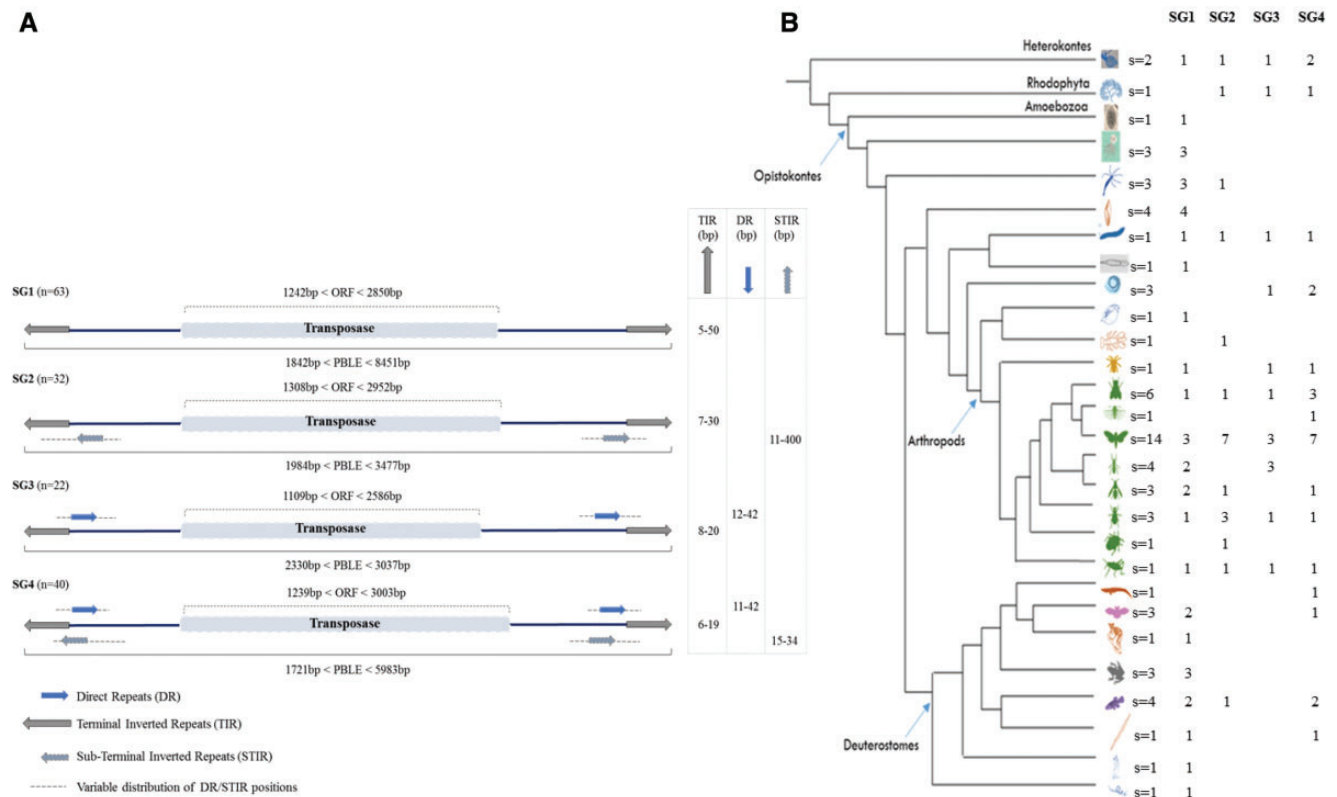 A
SG1 (n=63)
1242bp < ORF < 2850bp
Transposase
1842bp < PBLE < 8451bp
SG2 (n=32)
1308bp < ORF < 2952bp
Transposase
1984bp < PBLE < 3477bp
SG3 (n=22)
1109bp < ORF < 2586bp
Transposase
2330bp < PBLE < 3037bp
SG4 (n=40)
1239bp < ORF < 3003bp
Transposase
1721bp < PBLE < 5983bp
Direct Repeats (DR)
Terminal Inverted Repeats (TIR)
Sub-Terminal Inverted Repeats (STIR)
Variable distribution of DR/STIR positions
TIR DR STIR
(bp) (bp) (bp)
5-50
7-30 11-400
8-20 12-42
6-19 11-42 15-34
B
SG1 SG2 SG3 SG4
Heterokontes s=2 1 1 1 2
Rhodophyta s=1 1 1 1
Amoebozoa s=1 1
s=3 3
Opistokontes
s=3 3 1
s=4 4
s=1 1 1 1 1
s=1 1
s=3 1 2
s=1 1
s=1 1
s=1 1 1 1
s=6 1 1 1 3
s=1 1
Arthropods
s=14 3 7 3 7
s=4 2 3
s=3 2 1 1
s=3 1 3 1 1
s=1 1
s=1 1 1 1 1
s=1 1
s=3 2 1
s=1 1
s=3 3
s=4 2 1 2
Deuterostomes
s=1 1 1
s=1 1
s=1 1